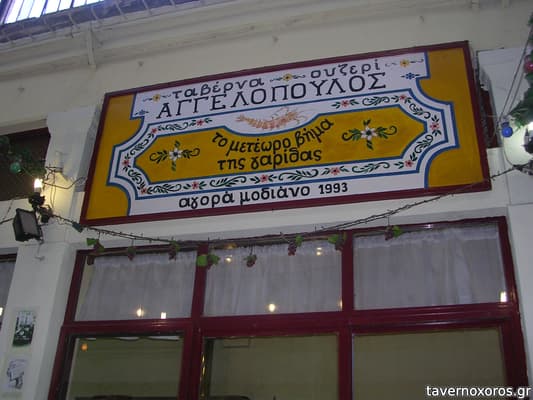 ταβέρνα ουζερί
ΑΓΓΕΛΟΠΟΥΛΟΣ
το μετέωρο βήμα
της γαρίδας
αγορά μοδιάνο 1993
tavernoxoros.gr